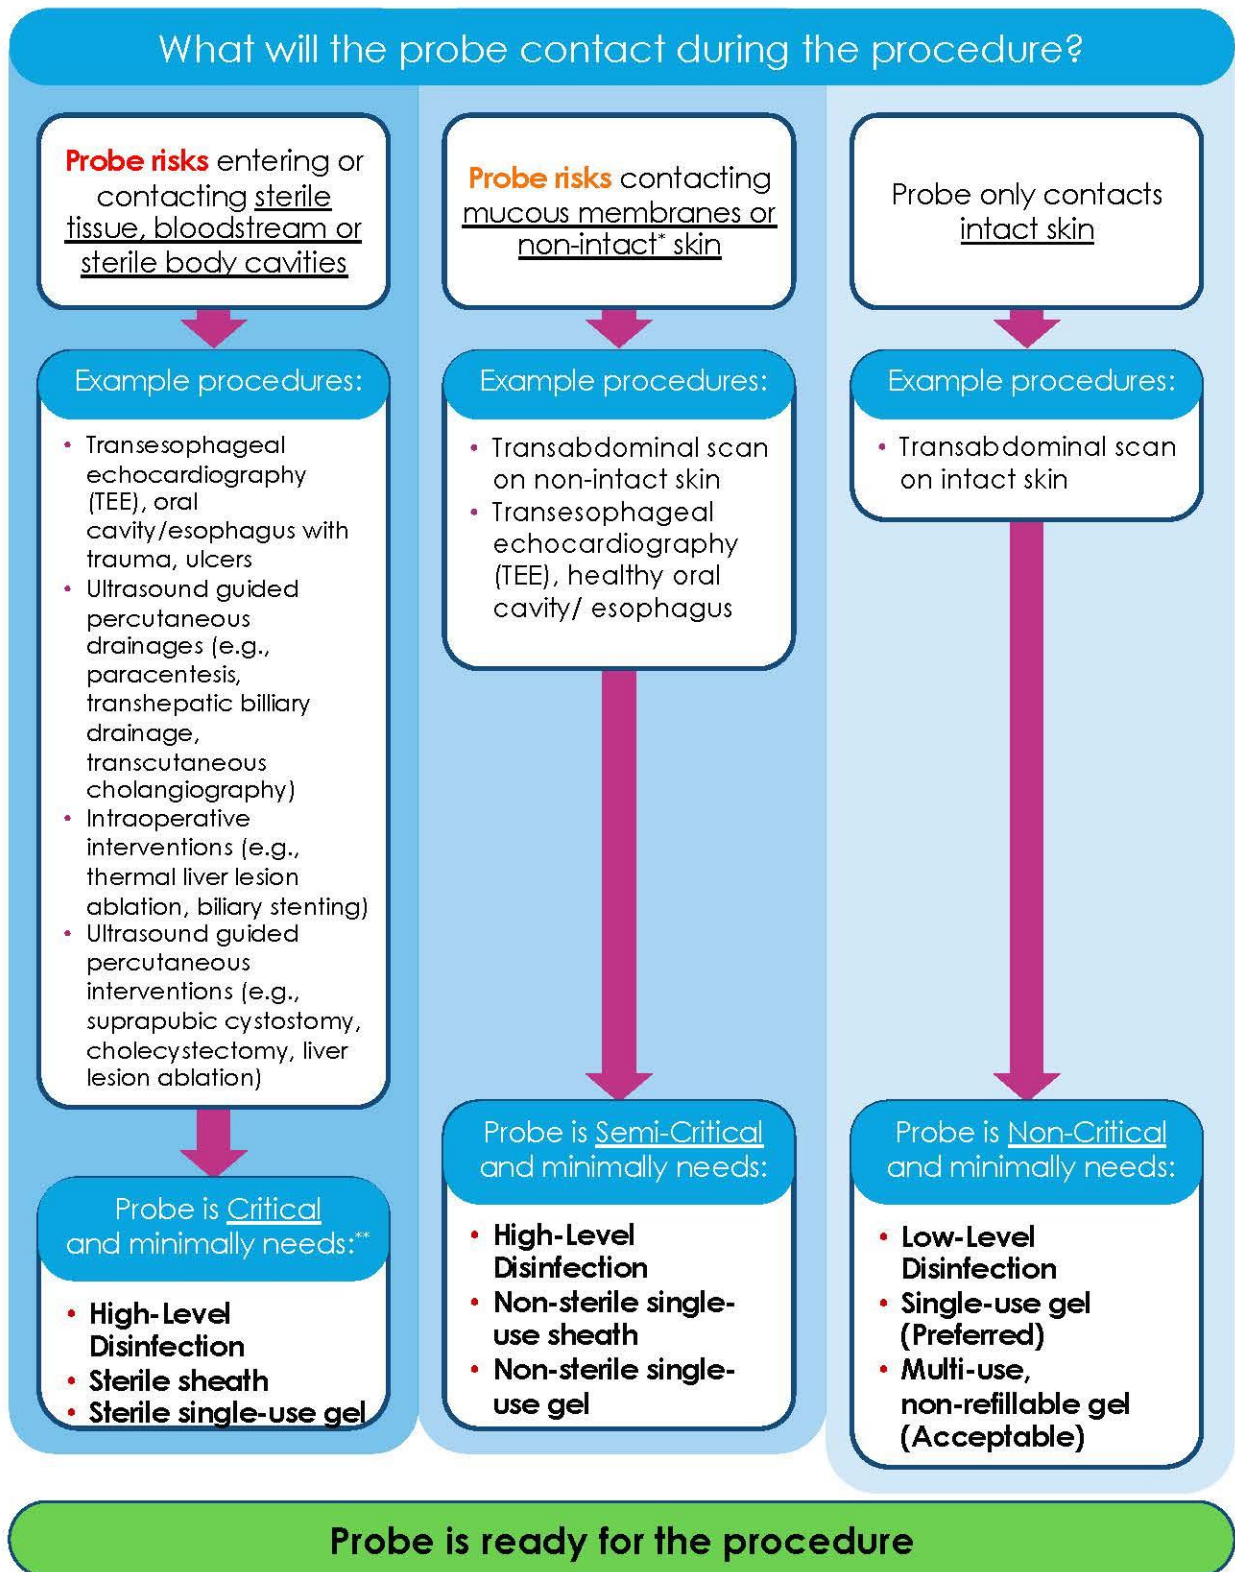 What will the probe contact during the procedure?
Probe risks entering or
contacting sterile
tissue, bloodstream or
sterile body cavities
Example procedures:
• Transesophageal
echocardiography
(TEE), oral
cavity/esophagus with
trauma, ulcers
• Ultrasound guided
percutaneous
drainages (e.g.,
paracentesis,
transhepatic billiary
drainage,
transcutaneous
cholangiography)
• Intraoperative
interventions (e.g.,
thermal liver lesion
ablation, biliary stenting)
• Ultrasound guided
percutaneous
interventions (e.g.,
suprapubic cystostomy,
cholecystectomy, liver
lesion ablation)
Probe is Critical
and minimally needs:**
• High-Level
Disinfection
• Sterile sheath
• Sterile single-use gel
Probe risks contacting
mucous membranes or
non-intact* skin
Example procedures:
• Transabdominal scan
on non-intact skin
• Transesophageal
echocardiography
(TEE), healthy oral
cavity/ esophagus
Probe is Semi-Critical
and minimally needs:
• High-Level
Disinfection
• Non-sterile single-
use sheath
• Non-sterile single-
use gel
Probe only contacts
intact skin
Example procedures:
• Transabdominal scan
on intact skin
Probe is Non-Critical
and minimally needs:
• Low-Level
Disinfection
• Single-use gel
(Preferred)
• Multi-use,
non-refillable gel
(Acceptable)
Probe is ready for the procedure